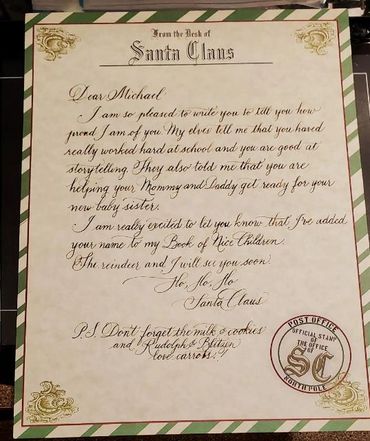 From the Desk of
Santa Claus
Dear Michael
I am so pleased to write you to tell you how
proud I am of you. My elves tell me that you have
really worked hard at school and you are good at
storytelling. They also told me that you are
helping your Mommy and Daddy get ready for your
new baby sister.
I am really excited to let you know that, I've added
your name to my Book of Nice Children.
The reindeer and I will see you soon
Ho, Ho, Ho
Santa Claus
P.S. Don't forget the milk & cookies
and Rudolph & Blitzen
love carrots.
POST OFFICE
OFFICIAL STAMP
OF THE OFFICE
OF
SC
NORTH POLE